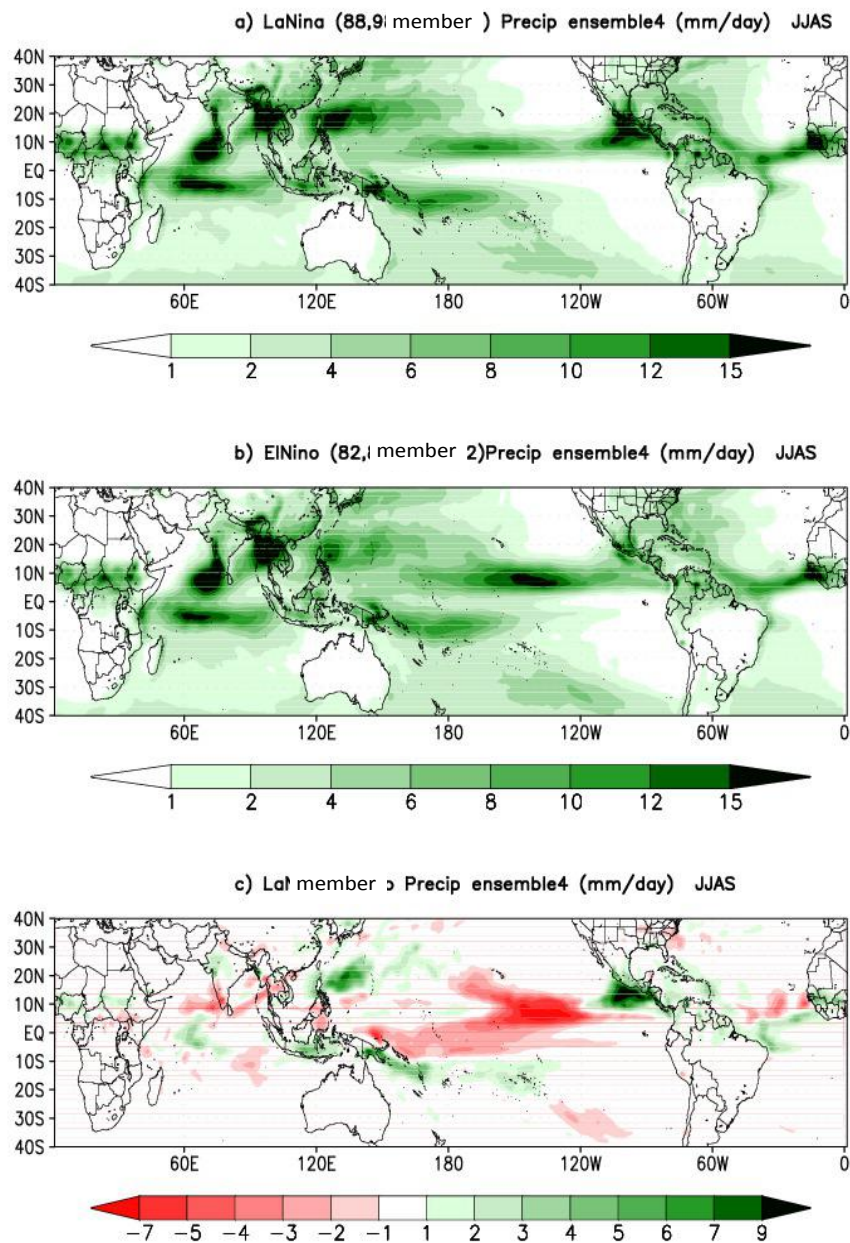 a) LaNina (88,9 member ) Precip ensemble4 (mm/day) JJAS
40N
30N
20N
10N
EQ
10S
20S
30S
40S
60E 120E 180 120W 60W 0
1 2 4 6 8 10 12 15
b) ElNino (82, member 2)Precip ensemble4 (mm/day) JJAS
40N
30N
20N
10N
EQ
10S
20S
30S
40S
60E 120E 180 120W 60W 0
1 2 4 6 8 10 12 15
c) La member Precip ensemble4 (mm/day) JJAS
40N
30N
20N
10N
EQ
10S
20S
30S
40S
60E 120E 180 120W 60W 0
-7 -5 -4 -3 -2 -1 1 2 3 4 5 6 7 9